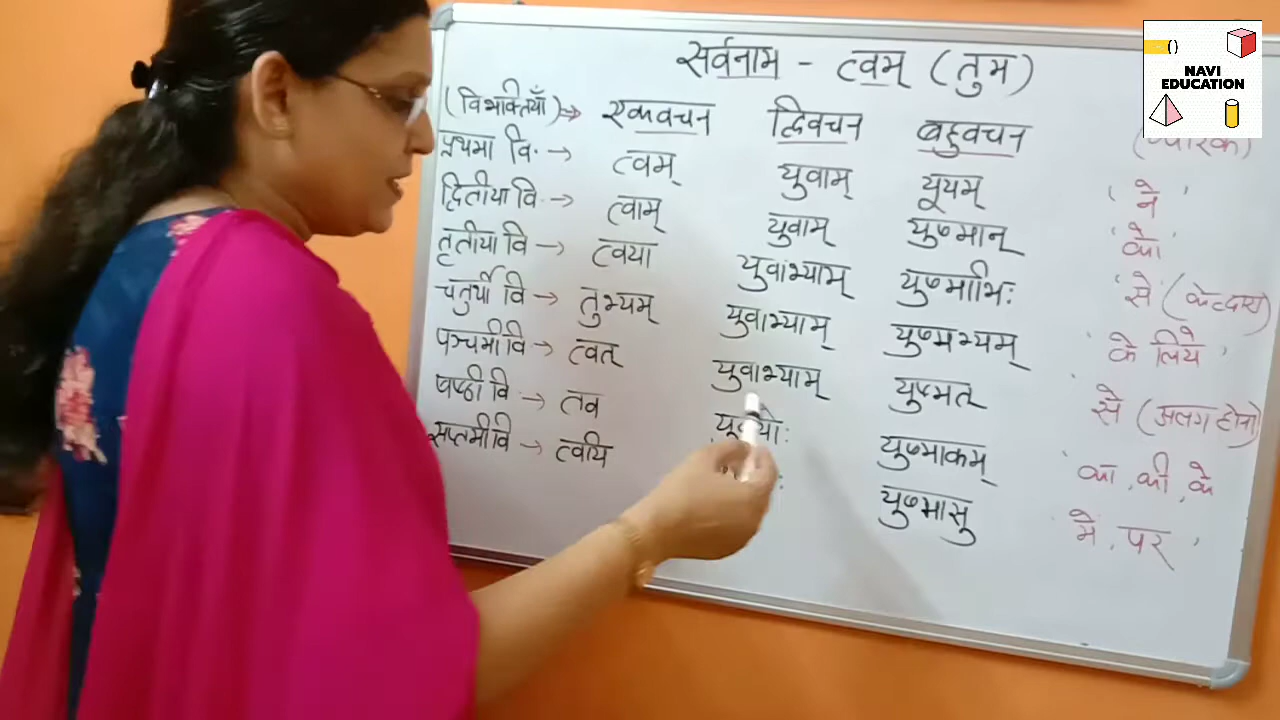 सर्वनाम - त्वम् (तुम)
(विभक्तियाँ) → एकवचन द्विवचन बहुवचन
प्रथमा वि. → त्वम् युवाम् यूयम् ' ने '
द्वितीया वि. → त्वाम् युवाम् युष्मान् ' को '
तृतीया वि → त्वया युवाभ्याम् युष्माभिः ' से ( के द्वारा)
चतुर्थी वि → तुभ्यम् युवाभ्याम् युष्मभ्यम् ' के लिये '
पञ्चमी वि → त्वत् युवाभ्याम् युष्मत् ' से (अलग होना)
षष्ठी वि → तव युष्माकम् ' का , की , के
सप्तमी वि → त्वयि युष्मासु ' मे , पर '
NAVI
EDUCATION